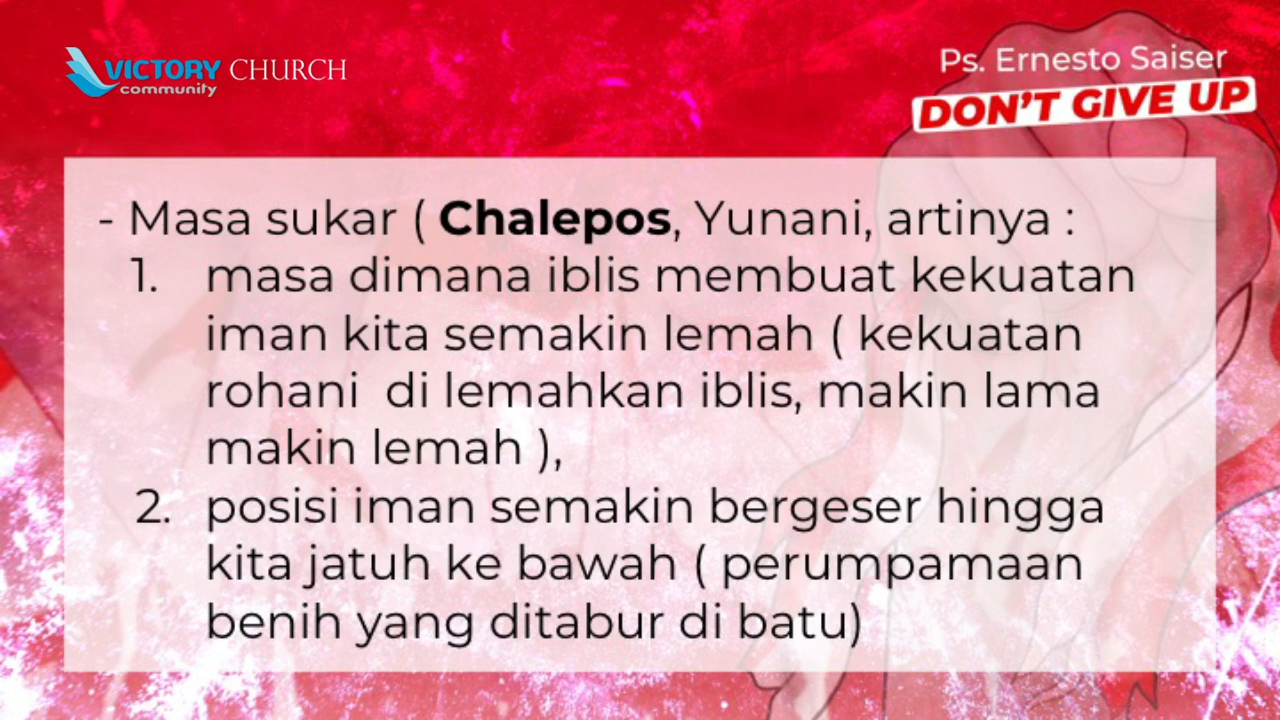 VICTORY CHURCH
community
Ps. Ernesto Saiser
DON'T GIVE UP
- Masa sukar ( Chalepos, Yunani, artinya :
1. masa dimana iblis membuat kekuatan
iman kita semakin lemah ( kekuatan
rohani  di lemahkan iblis, makin lama
makin lemah ),
2. posisi iman semakin bergeser hingga
kita jatuh ke bawah ( perumpamaan
benih yang ditabur di batu)